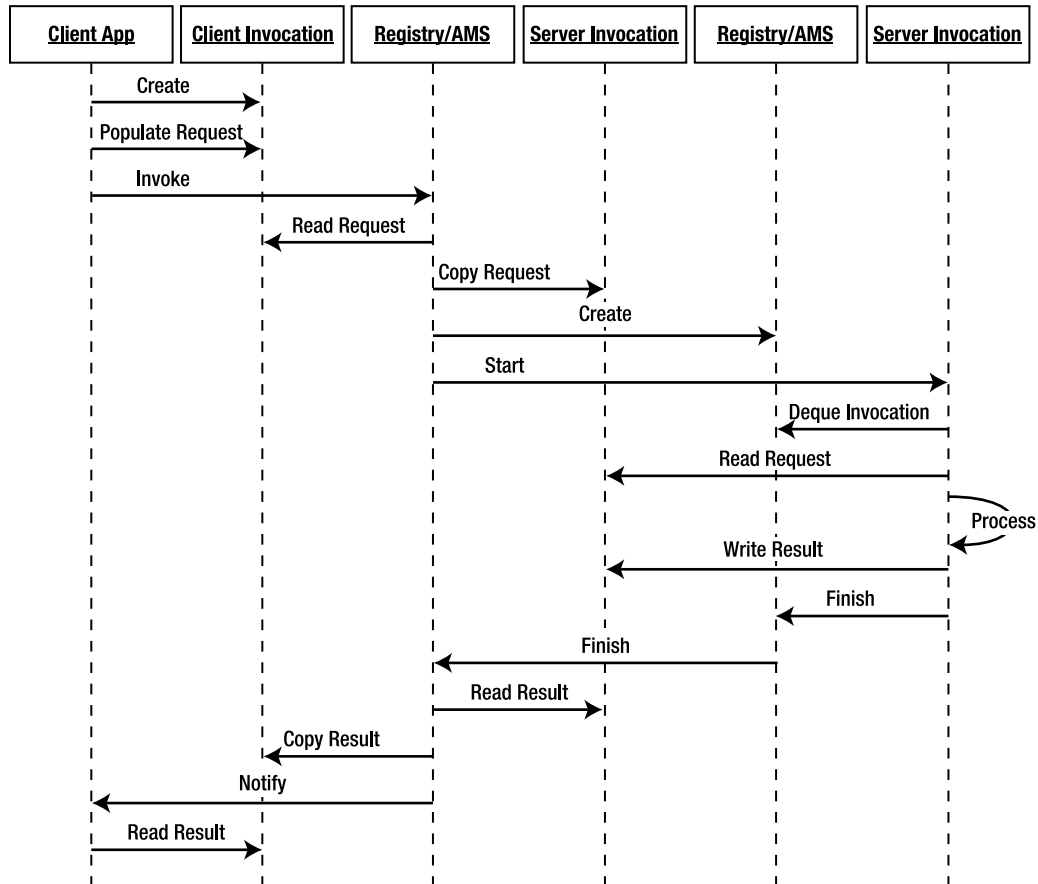 Client App
Client Invocation
Registry/AMS
Server Invocation
Registry/AMS
Server Invocation
Create
Populate Request
Invoke
Read Request
Copy Request
Create
Start
Deque Invocation
Read Request
Process
Write Result
Finish
Finish
Read Result
Copy Result
Notify
Read Result